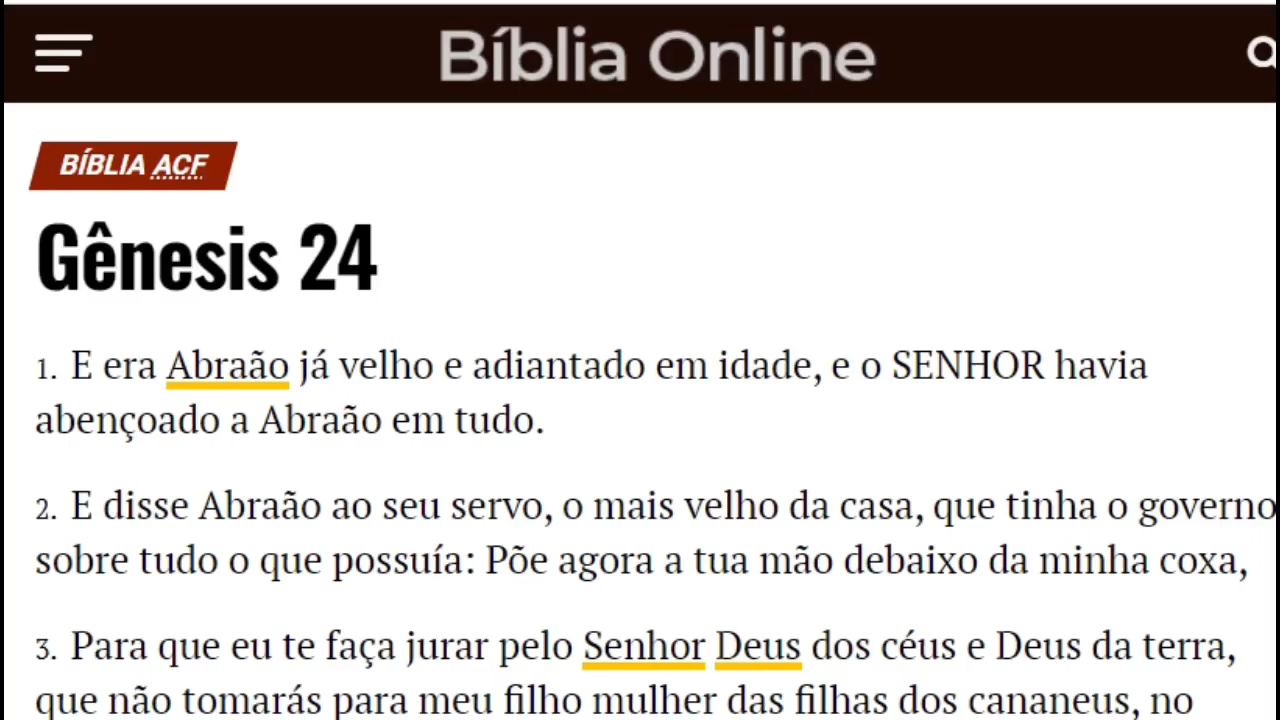 Bíblia Online
BÍBLIA ACF
Gênesis 24
1. E era Abraão já velho e adiantado em idade, e o SENHOR havia
abençoado a Abraão em tudo.
2. E disse Abraão ao seu servo, o mais velho da casa, que tinha o governo
sobre tudo o que possuía: Põe agora a tua mão debaixo da minha coxa,
3. Para que eu te faça jurar pelo Senhor Deus dos céus e Deus da terra,
que não tomarás para meu filho mulher das filhas dos cananeus, no